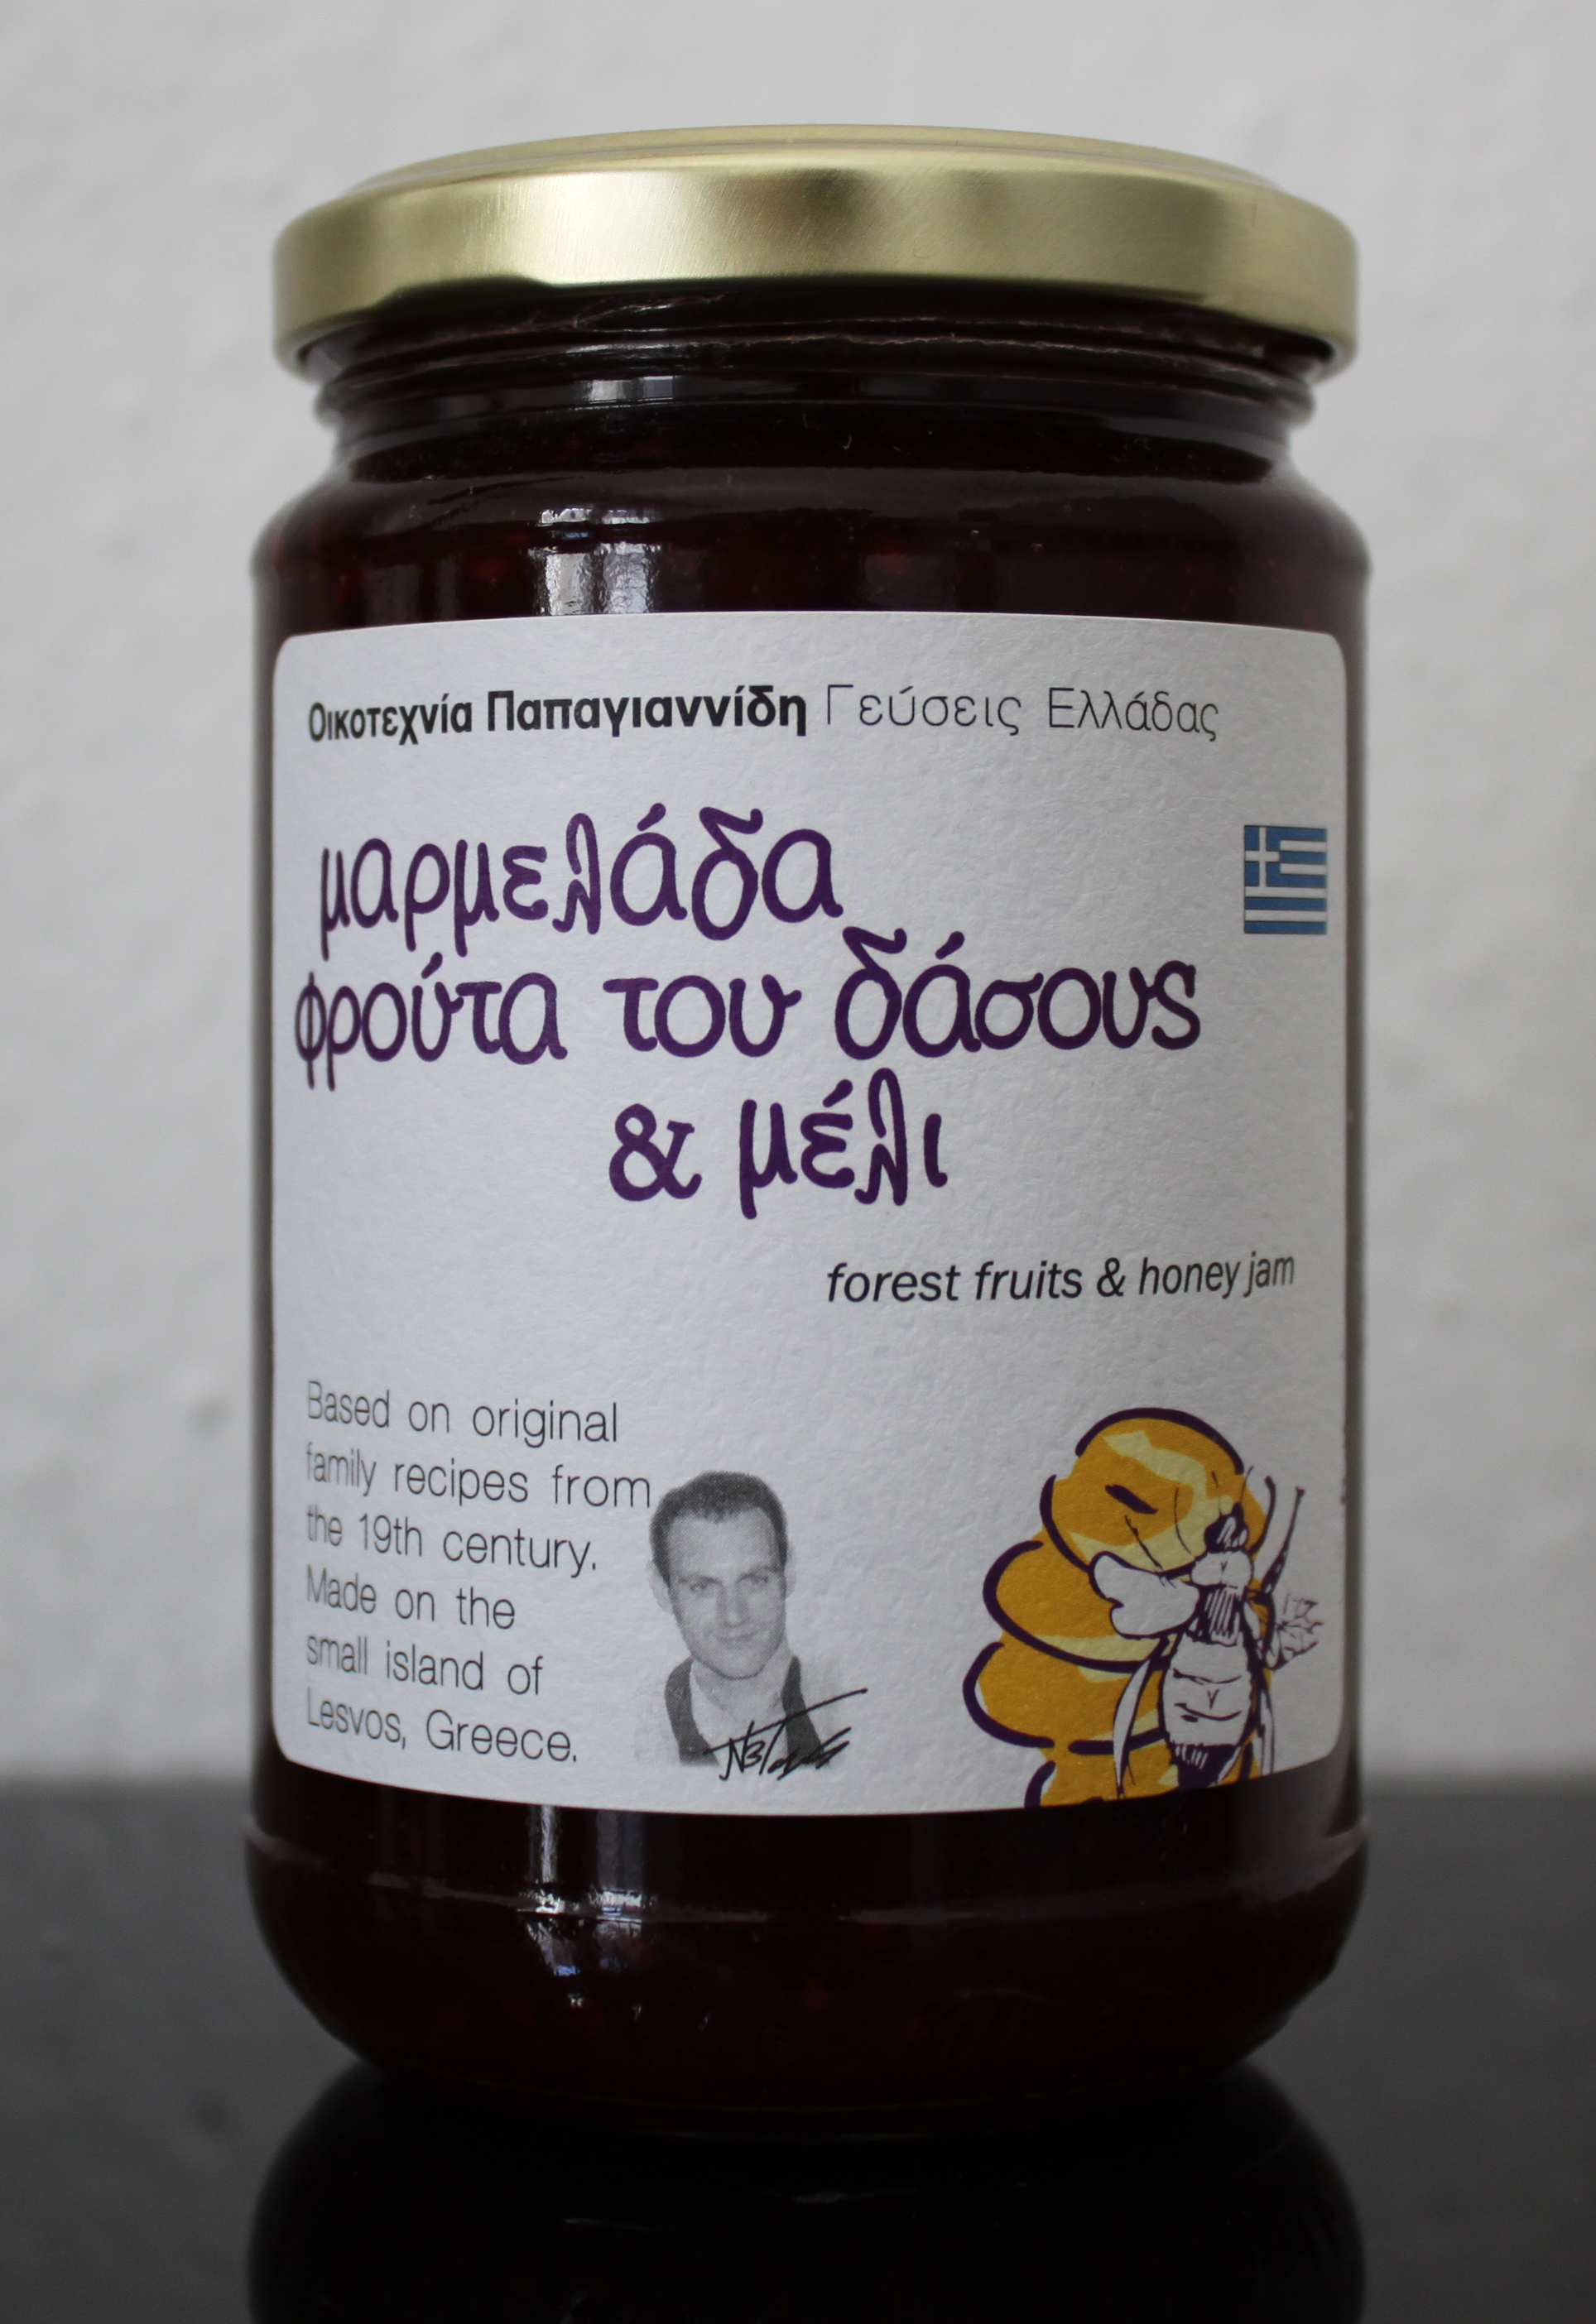 Οικοτεχνία Παπαγιαννίδη Γεύσεις Ελλάδας
μαρμελάδα
φρούτα του δάσους
& μέλι
forest fruits & honey jam
Based on original
family recipes from
the 19th century.
Made on the
small island of
Lesvos, Greece.